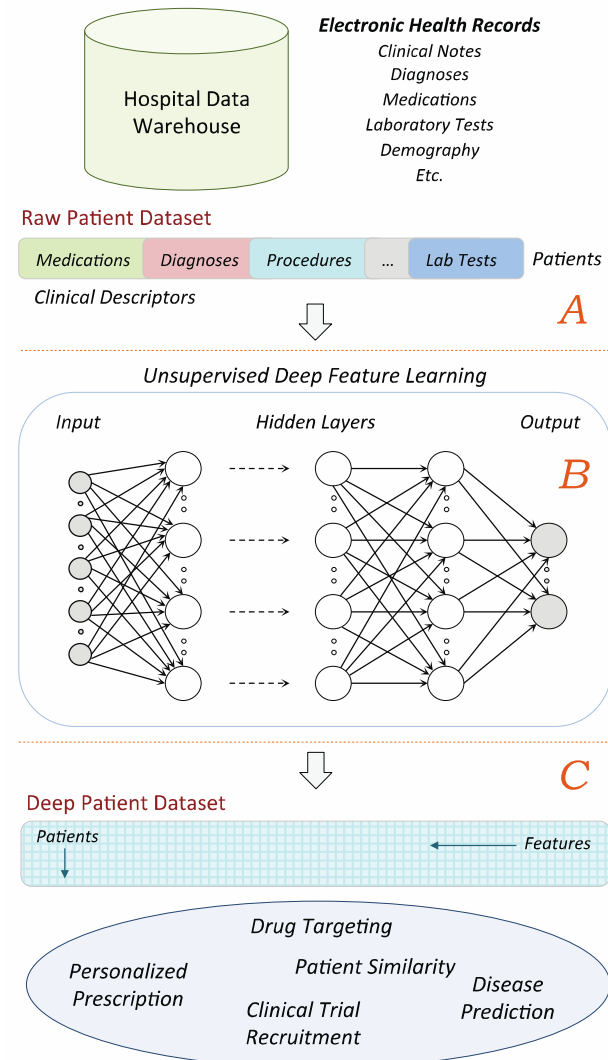 Electronic Health Records
Clinical Notes
Diagnoses
Medications
Laboratory Tests
Demography
Etc.
Hospital Data
Warehouse
Raw Patient Dataset
Medications Diagnoses Procedures ... Lab Tests Patients
Clinical Descriptors
A
Unsupervised Deep Feature Learning
Input Hidden Layers Output
B
C
Deep Patient Dataset
Patients
Features
Drug Targeting
Patient Similarity
Personalized
Prescription
Clinical Trial
Recruitment
Disease
Prediction